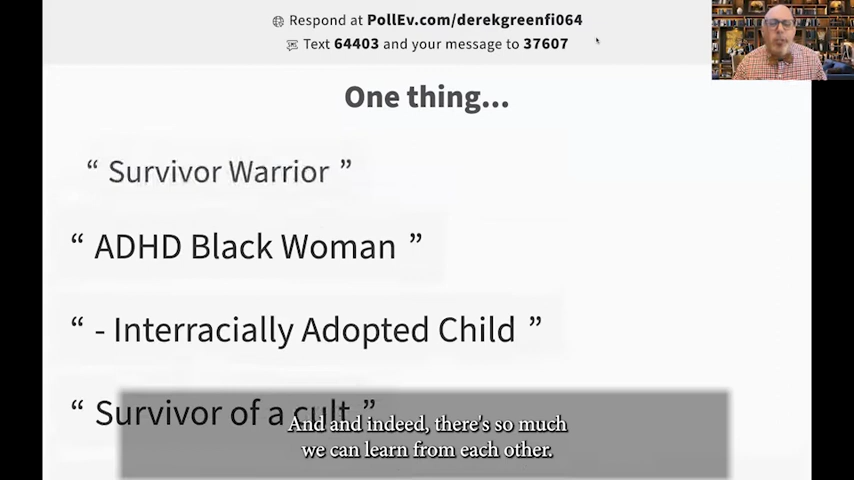 Respond at PollEv.com/derekgreenfi064
Text 64403 and your message to 37607
One thing...
“ Survivor Warrior ”
“ ADHD Black Woman ”
“ - Interracially Adopted Child ”
“ Survivor of a cult ”
And and indeed, there's so much
we can learn from each other.